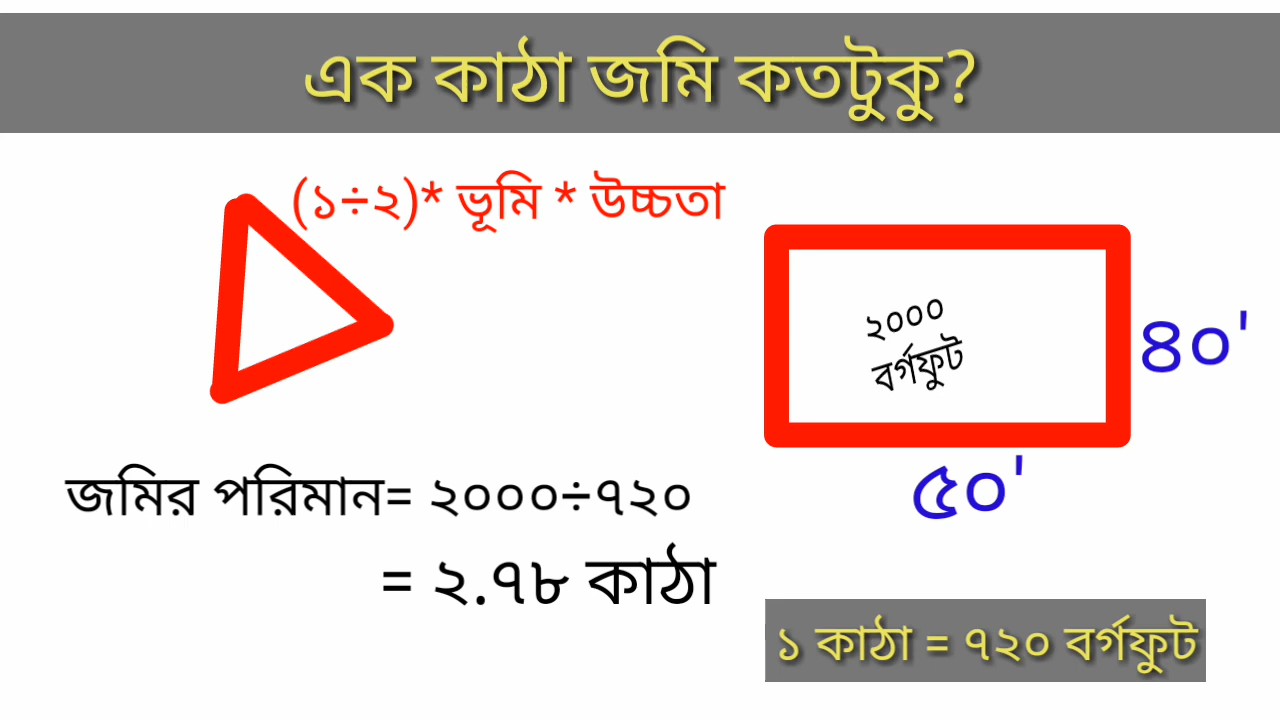 এক কাঠা জমি কতটুকু?
(১÷২)* ভূমি * উচ্চতা
২০০০
বর্গফুট
৪০'
৫০'
জমির পরিমান= ২০০০÷৭২০
= ২.৭৮ কাঠা
১ কাঠা = ৭২০ বর্গফুট